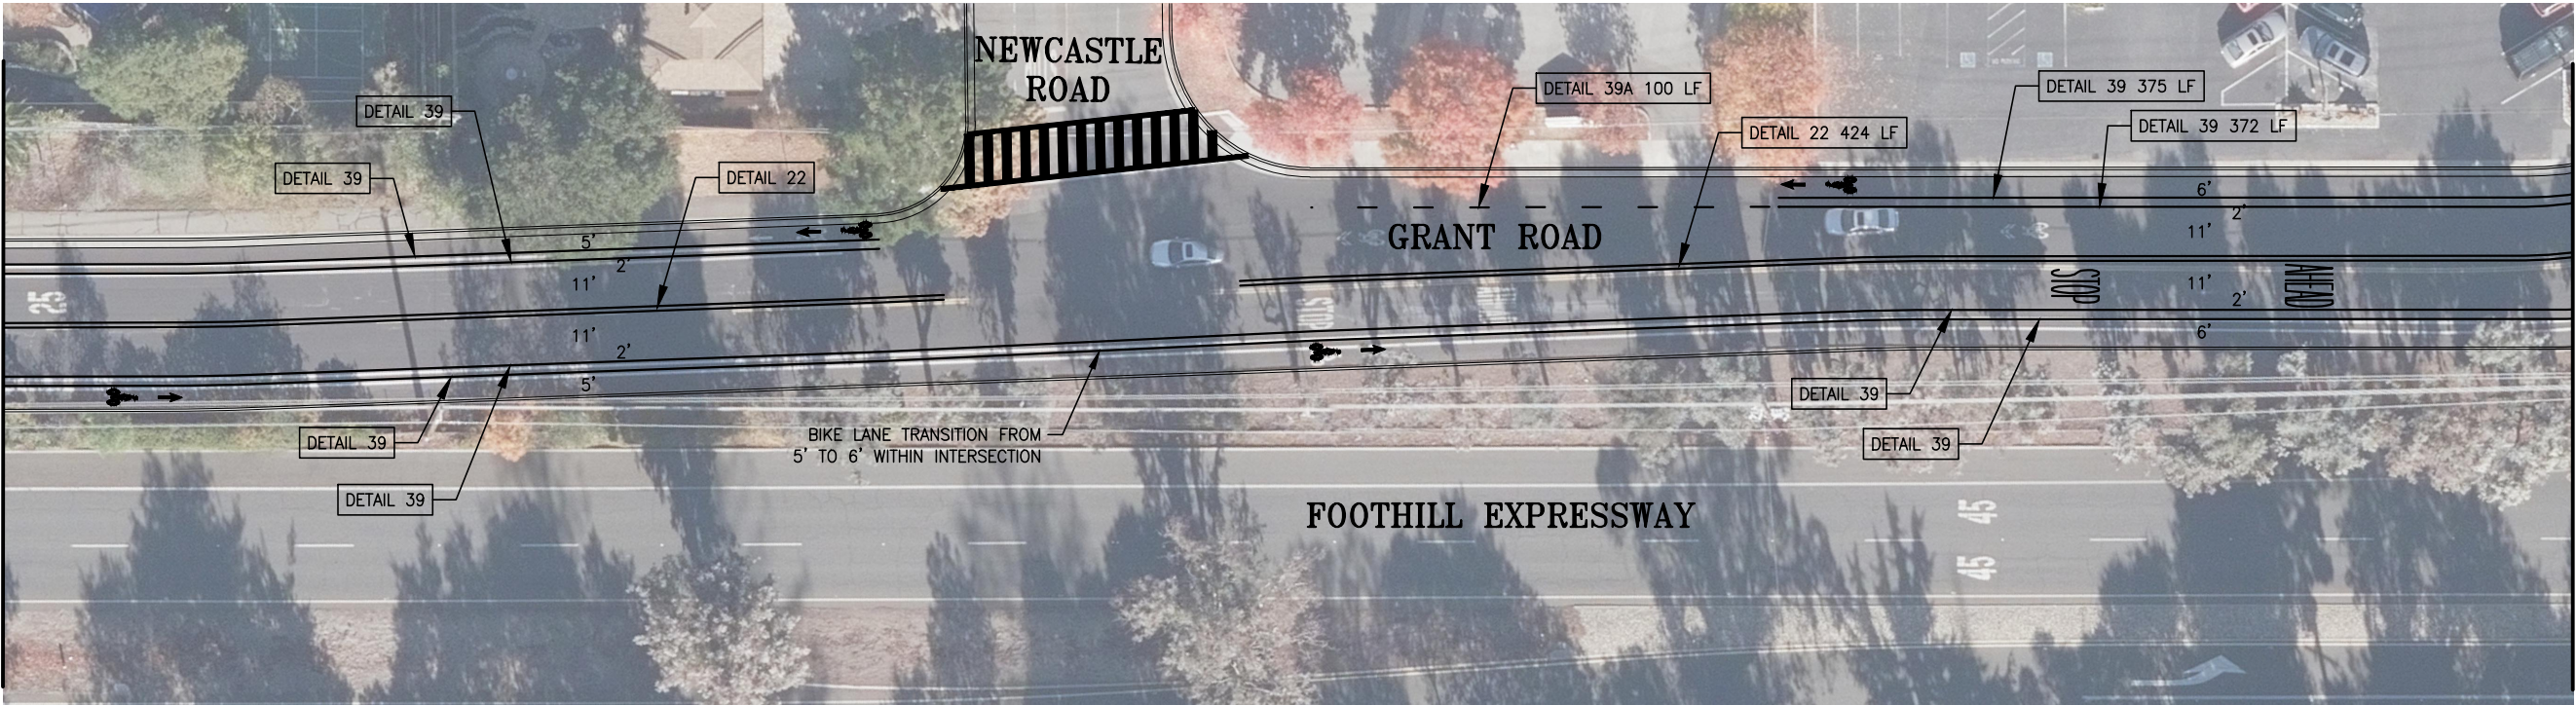 NEWCASTLE
ROAD
DETAIL 39A 100 LF
DETAIL 39 375 LF
DETAIL 39
DETAIL 22 424 LF
DETAIL 39 372 LF
DETAIL 39
DETAIL 22
6'
2'
GRANT ROAD
11'
5'
2'
11'
25
STOP
11'
AHEAD
2'
STOP
11'
6'
2'
5'
DETAIL 39
DETAIL 39
BIKE LANE TRANSITION FROM
5' TO 6' WITHIN INTERSECTION
DETAIL 39
DETAIL 39
FOOTHILL EXPRESSWAY
45
45